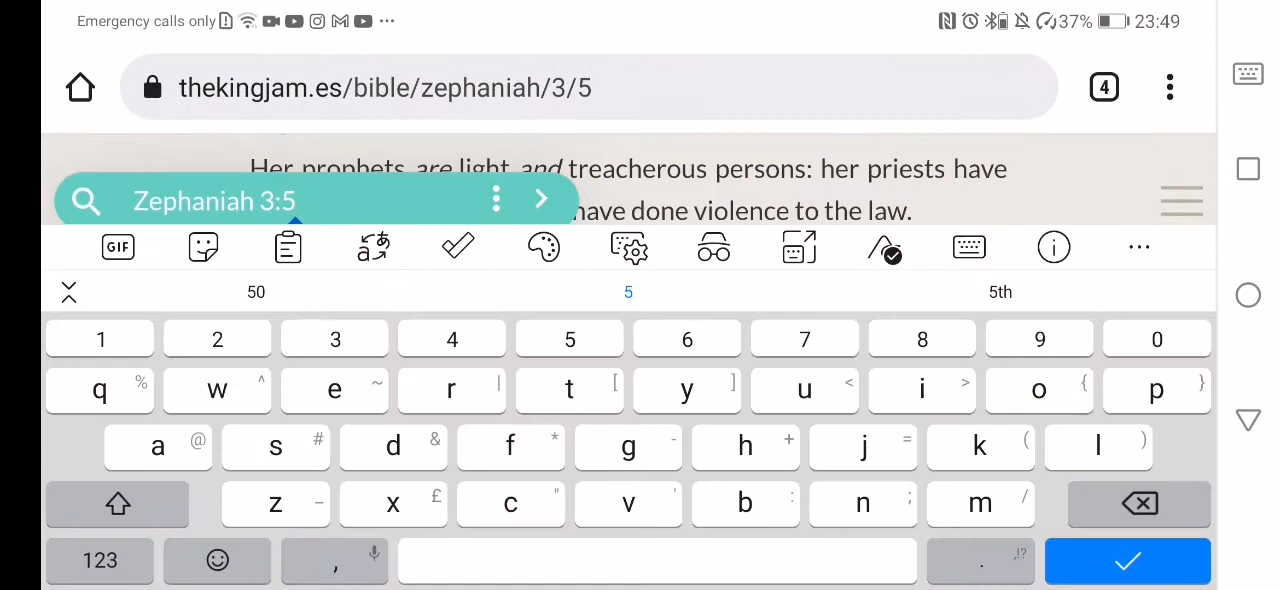 Emergency calls only ... 37% 23:49
thekingjam.es/bible/zephaniah/3/5 4
Her prophets are light and treacherous persons: her priests have
Zephaniah 3:5 have done violence to the law.
GIF
50 5 5th
1 2 3 4 5 6 7 8 9 0
q % w ^ e ~ r | t [ y ] u < i > o { p }
a @ s # d & f * g - h + j = k ( l )
z _ x £ c " v ' b : n ; m /
123 , . ,!?